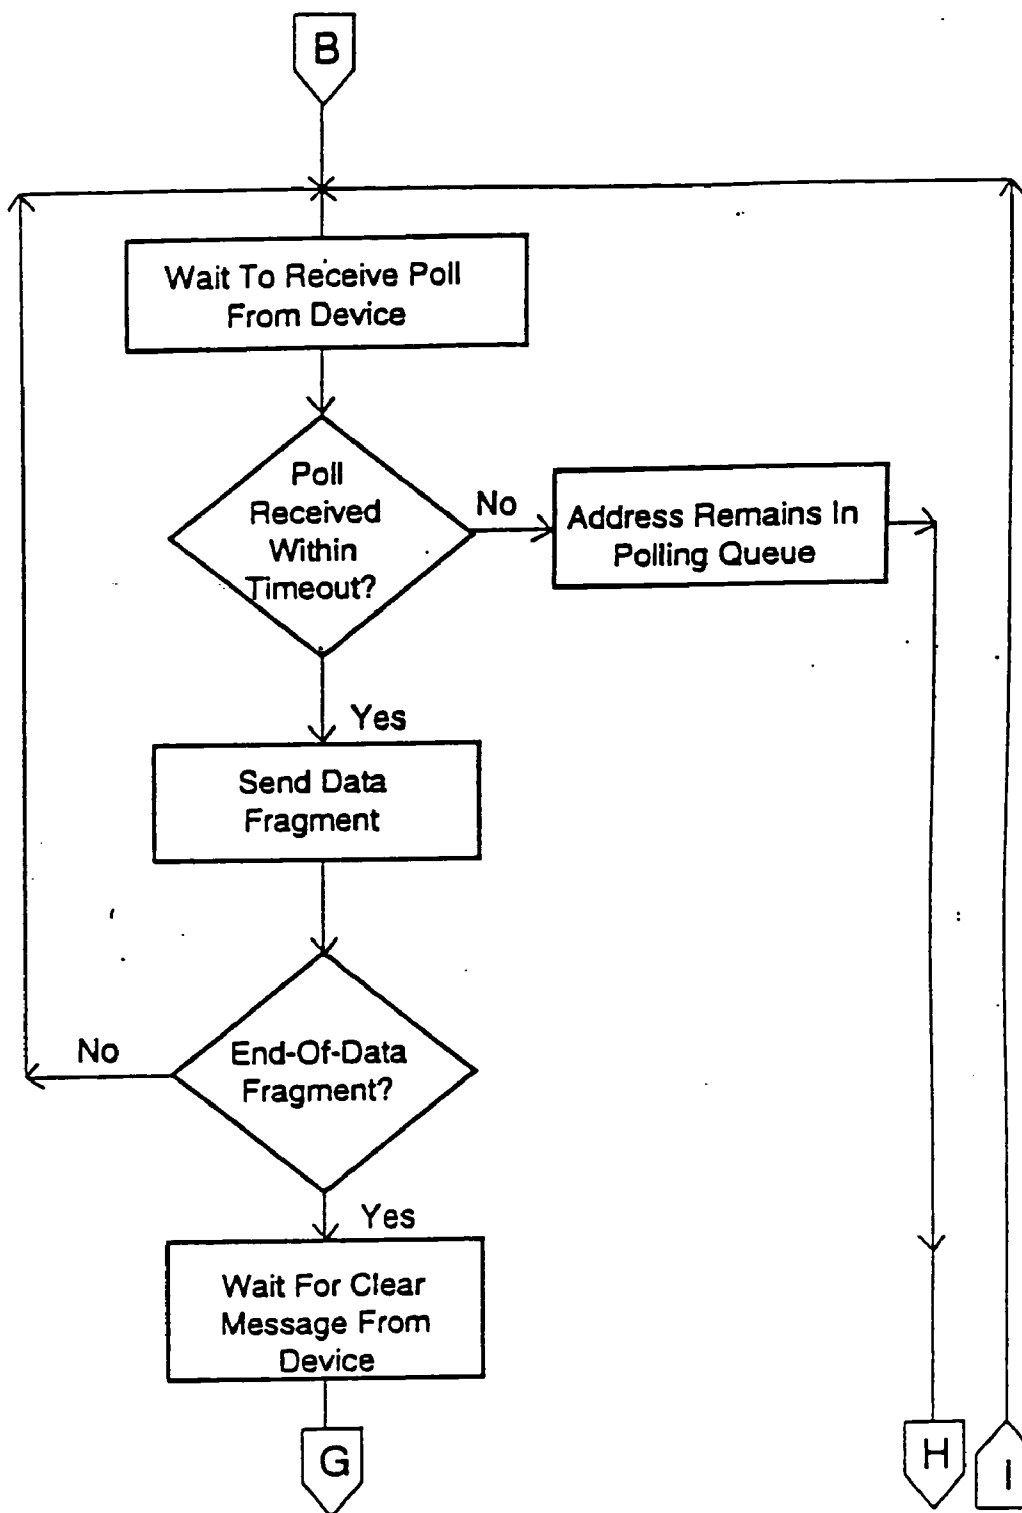 B
Wait To Receive Poll
From Device
Poll
Received
Within
Timeout?
No
Address Remains In
Polling Queue
Yes
Send Data
Fragment
No
End-Of-Data
Fragment?
Yes
Wait For Clear
Message From
Device
G
H
I